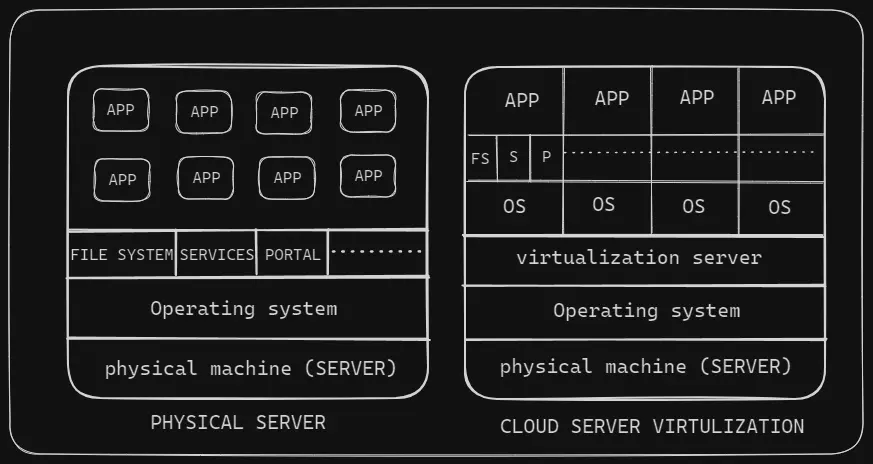 APP APP APP APP
APP APP APP APP
FILE SYSTEM SERVICES PORTAL
Operating system
physical machine (SERVER)
PHYSICAL SERVER
APP APP APP APP
FS S P
OS OS OS OS
virtualization server
Operating system
physical machine (SERVER)
CLOUD SERVER VIRTULIZATION